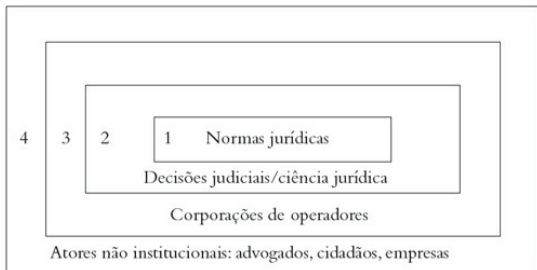 4 3 2 1 Normas jurídicas
Decisões judiciais/ciência jurídica
Corporações de operadores
Atores não institucionais: advogados, cidadãos, empresas